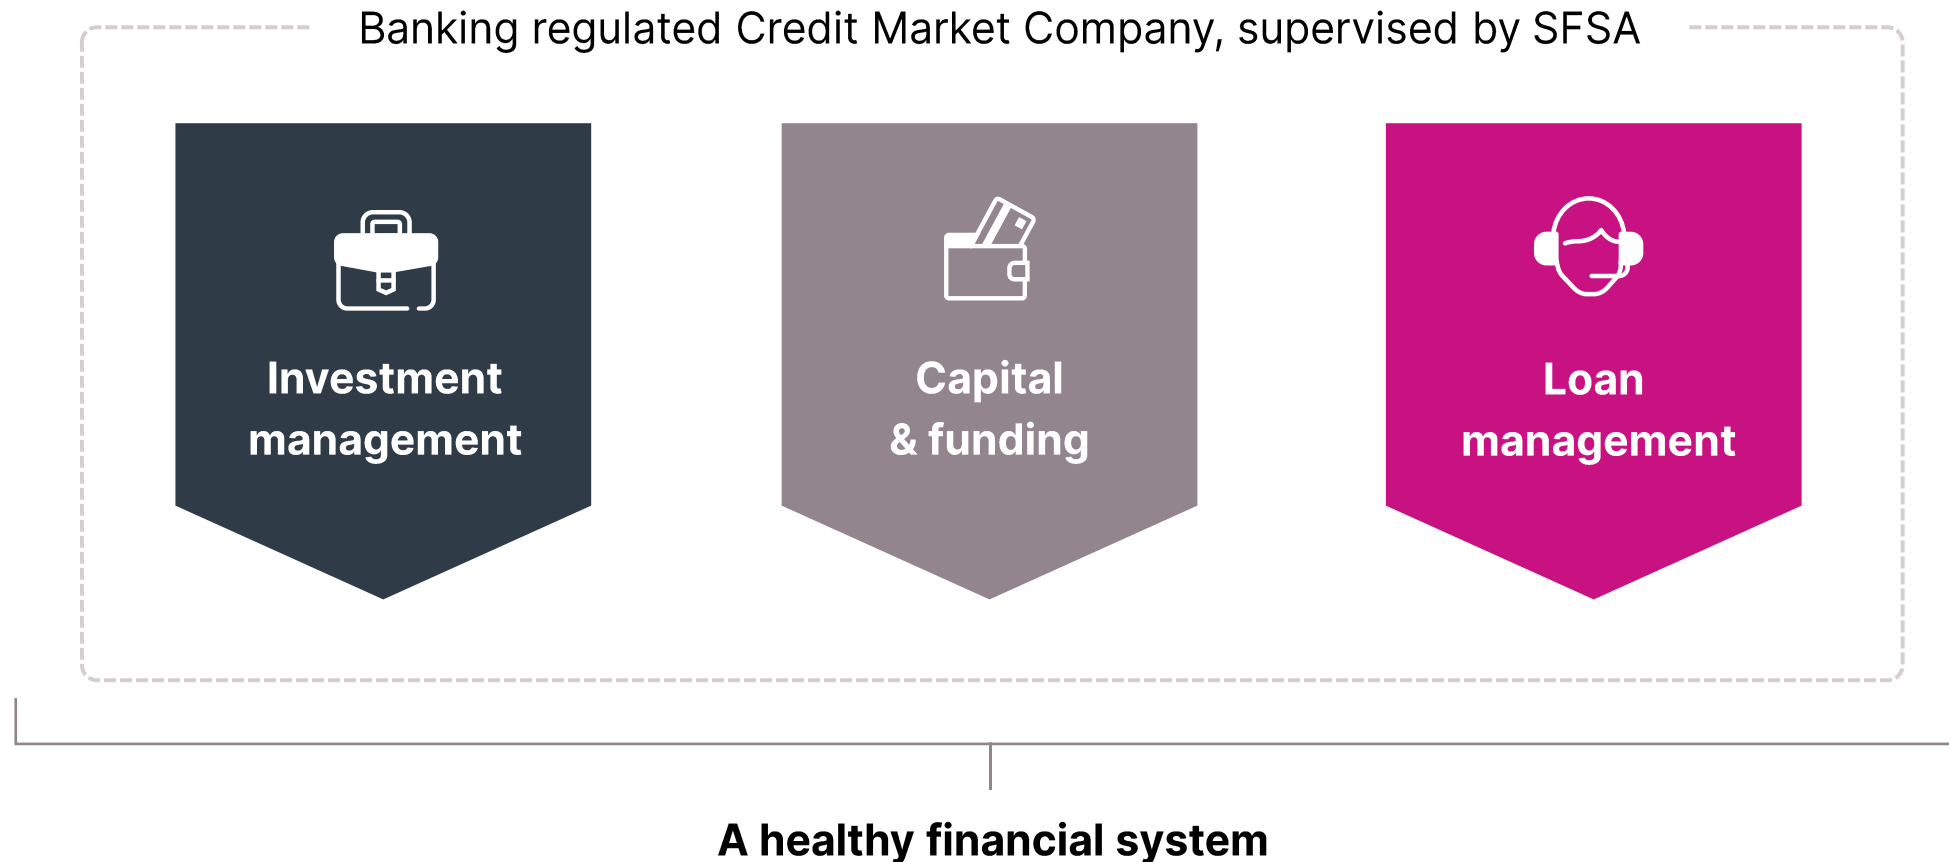 Banking regulated Credit Market Company, supervised by SFSA
Investment
management
Capital
& funding
Loan
management
A healthy financial system